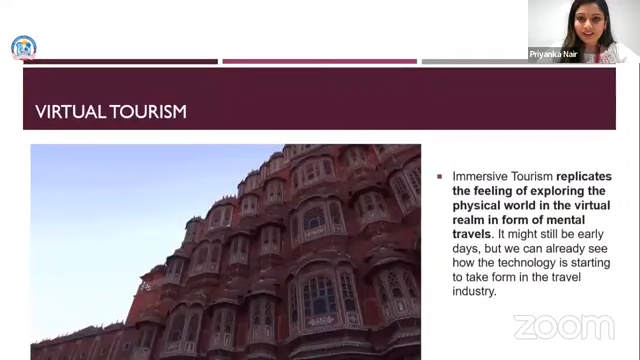 Priyanka Nair
VIRTUAL TOURISM
Immersive Tourism replicates
the feeling of exploring the
physical world in the virtual
realm in form of mental
travels. It might still be early
days, but we can already see
how the technology is starting
to take form in the travel
industry.
zoom